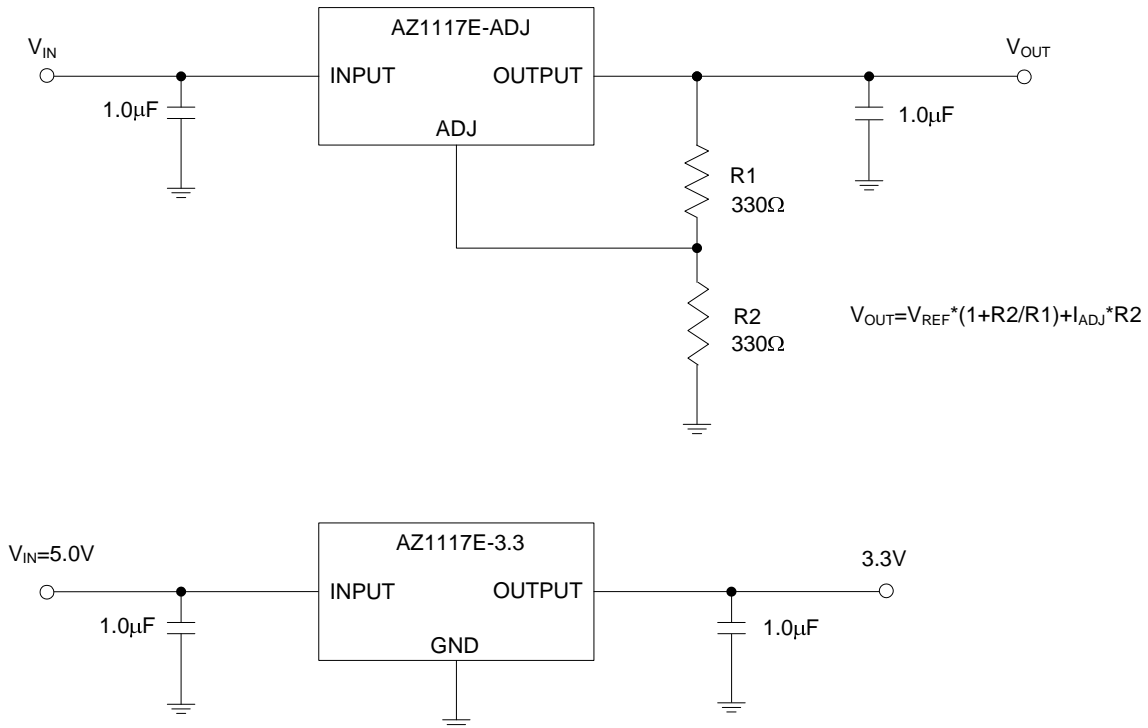 AZ1117E-ADJ
V_IN
V_OUT
INPUT
OUTPUT
1.0μF
1.0μF
ADJ
R1
330Ω
R2
330Ω
V_OUT=V_REF*(1+R2/R1)+I_ADJ*R2
AZ1117E-3.3
V_IN=5.0V
3.3V
INPUT
OUTPUT
1.0μF
1.0μF
GND